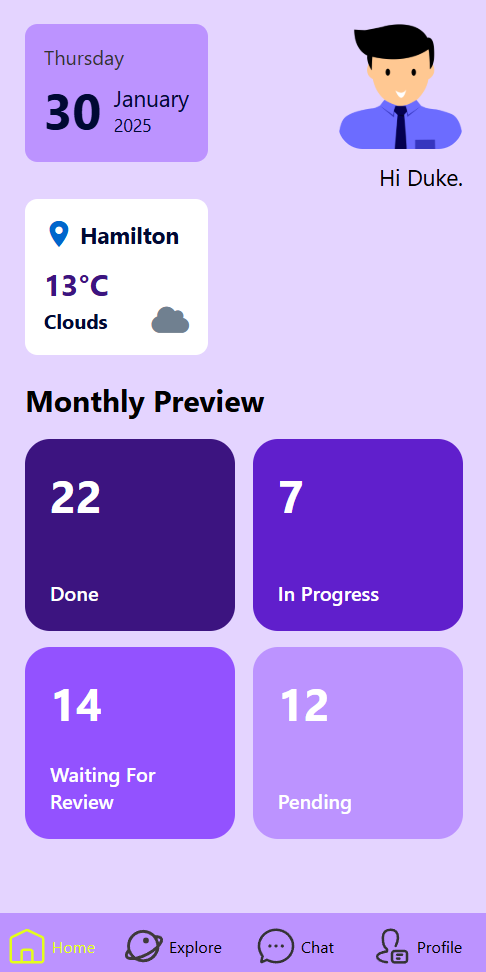 Thursday
30
January
2025
Hi Duke.
Hamilton
13°C
Clouds
Monthly Preview
22
Done
7
In Progress
14
Waiting For
Review
12
Pending
Home
Explore
Chat
Profile